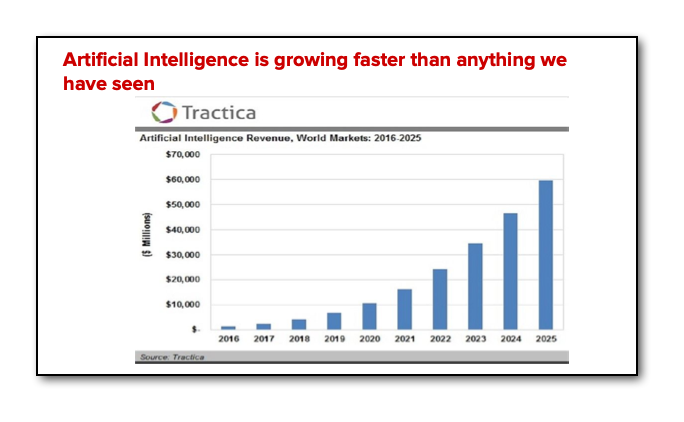 Artificial Intelligence is growing faster than anything we
have seen
Tractica
Artificial Intelligence Revenue, World Markets: 2016-2025
$70,000
$60,000
$50,000
$40,000
$30,000
$20,000
$10,000
$-
($ Millions)
2016 2017 2018 2019 2020 2021 2022 2023 2024 2025
Source: Tractica